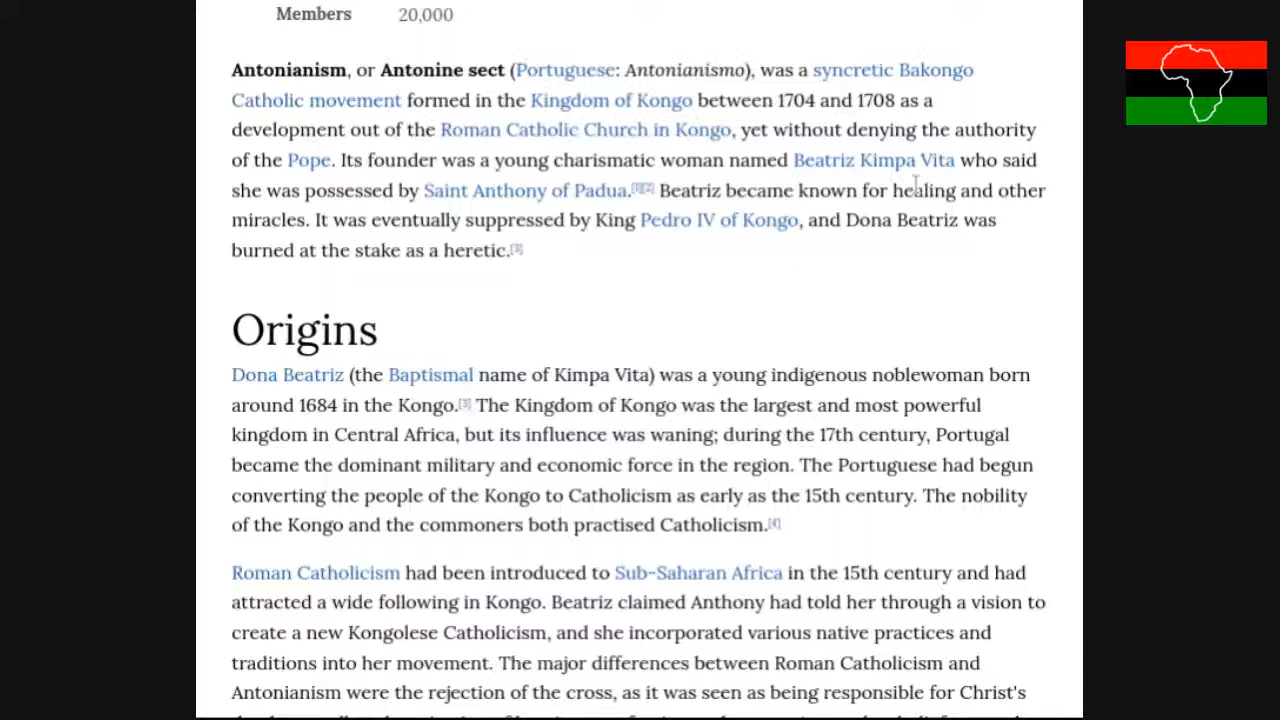 Members 20,000
Antonianism, or Antonine sect (Portuguese: Antonianismo), was a syncretic Bakongo
Catholic movement formed in the Kingdom of Kongo between 1704 and 1708 as a
development out of the Roman Catholic Church in Kongo, yet without denying the authority
of the Pope. Its founder was a young charismatic woman named Beatriz Kimpa Vita who said
she was possessed by Saint Anthony of Padua.[1][2] Beatriz became known for healing and other
miracles. It was eventually suppressed by King Pedro IV of Kongo, and Dona Beatriz was
burned at the stake as a heretic.[3]
Origins
Dona Beatriz (the Baptismal name of Kimpa Vita) was a young indigenous noblewoman born
around 1684 in the Kongo.[3] The Kingdom of Kongo was the largest and most powerful
kingdom in Central Africa, but its influence was waning; during the 17th century, Portugal
became the dominant military and economic force in the region. The Portuguese had begun
converting the people of the Kongo to Catholicism as early as the 15th century. The nobility
of the Kongo and the commoners both practised Catholicism.[4]
Roman Catholicism had been introduced to Sub-Saharan Africa in the 15th century and had
attracted a wide following in Kongo. Beatriz claimed Anthony had told her through a vision to
create a new Kongolese Catholicism, and she incorporated various native practices and
traditions into her movement. The major differences between Roman Catholicism and
Antonianism were the rejection of the cross, as it was seen as being responsible for Christ's